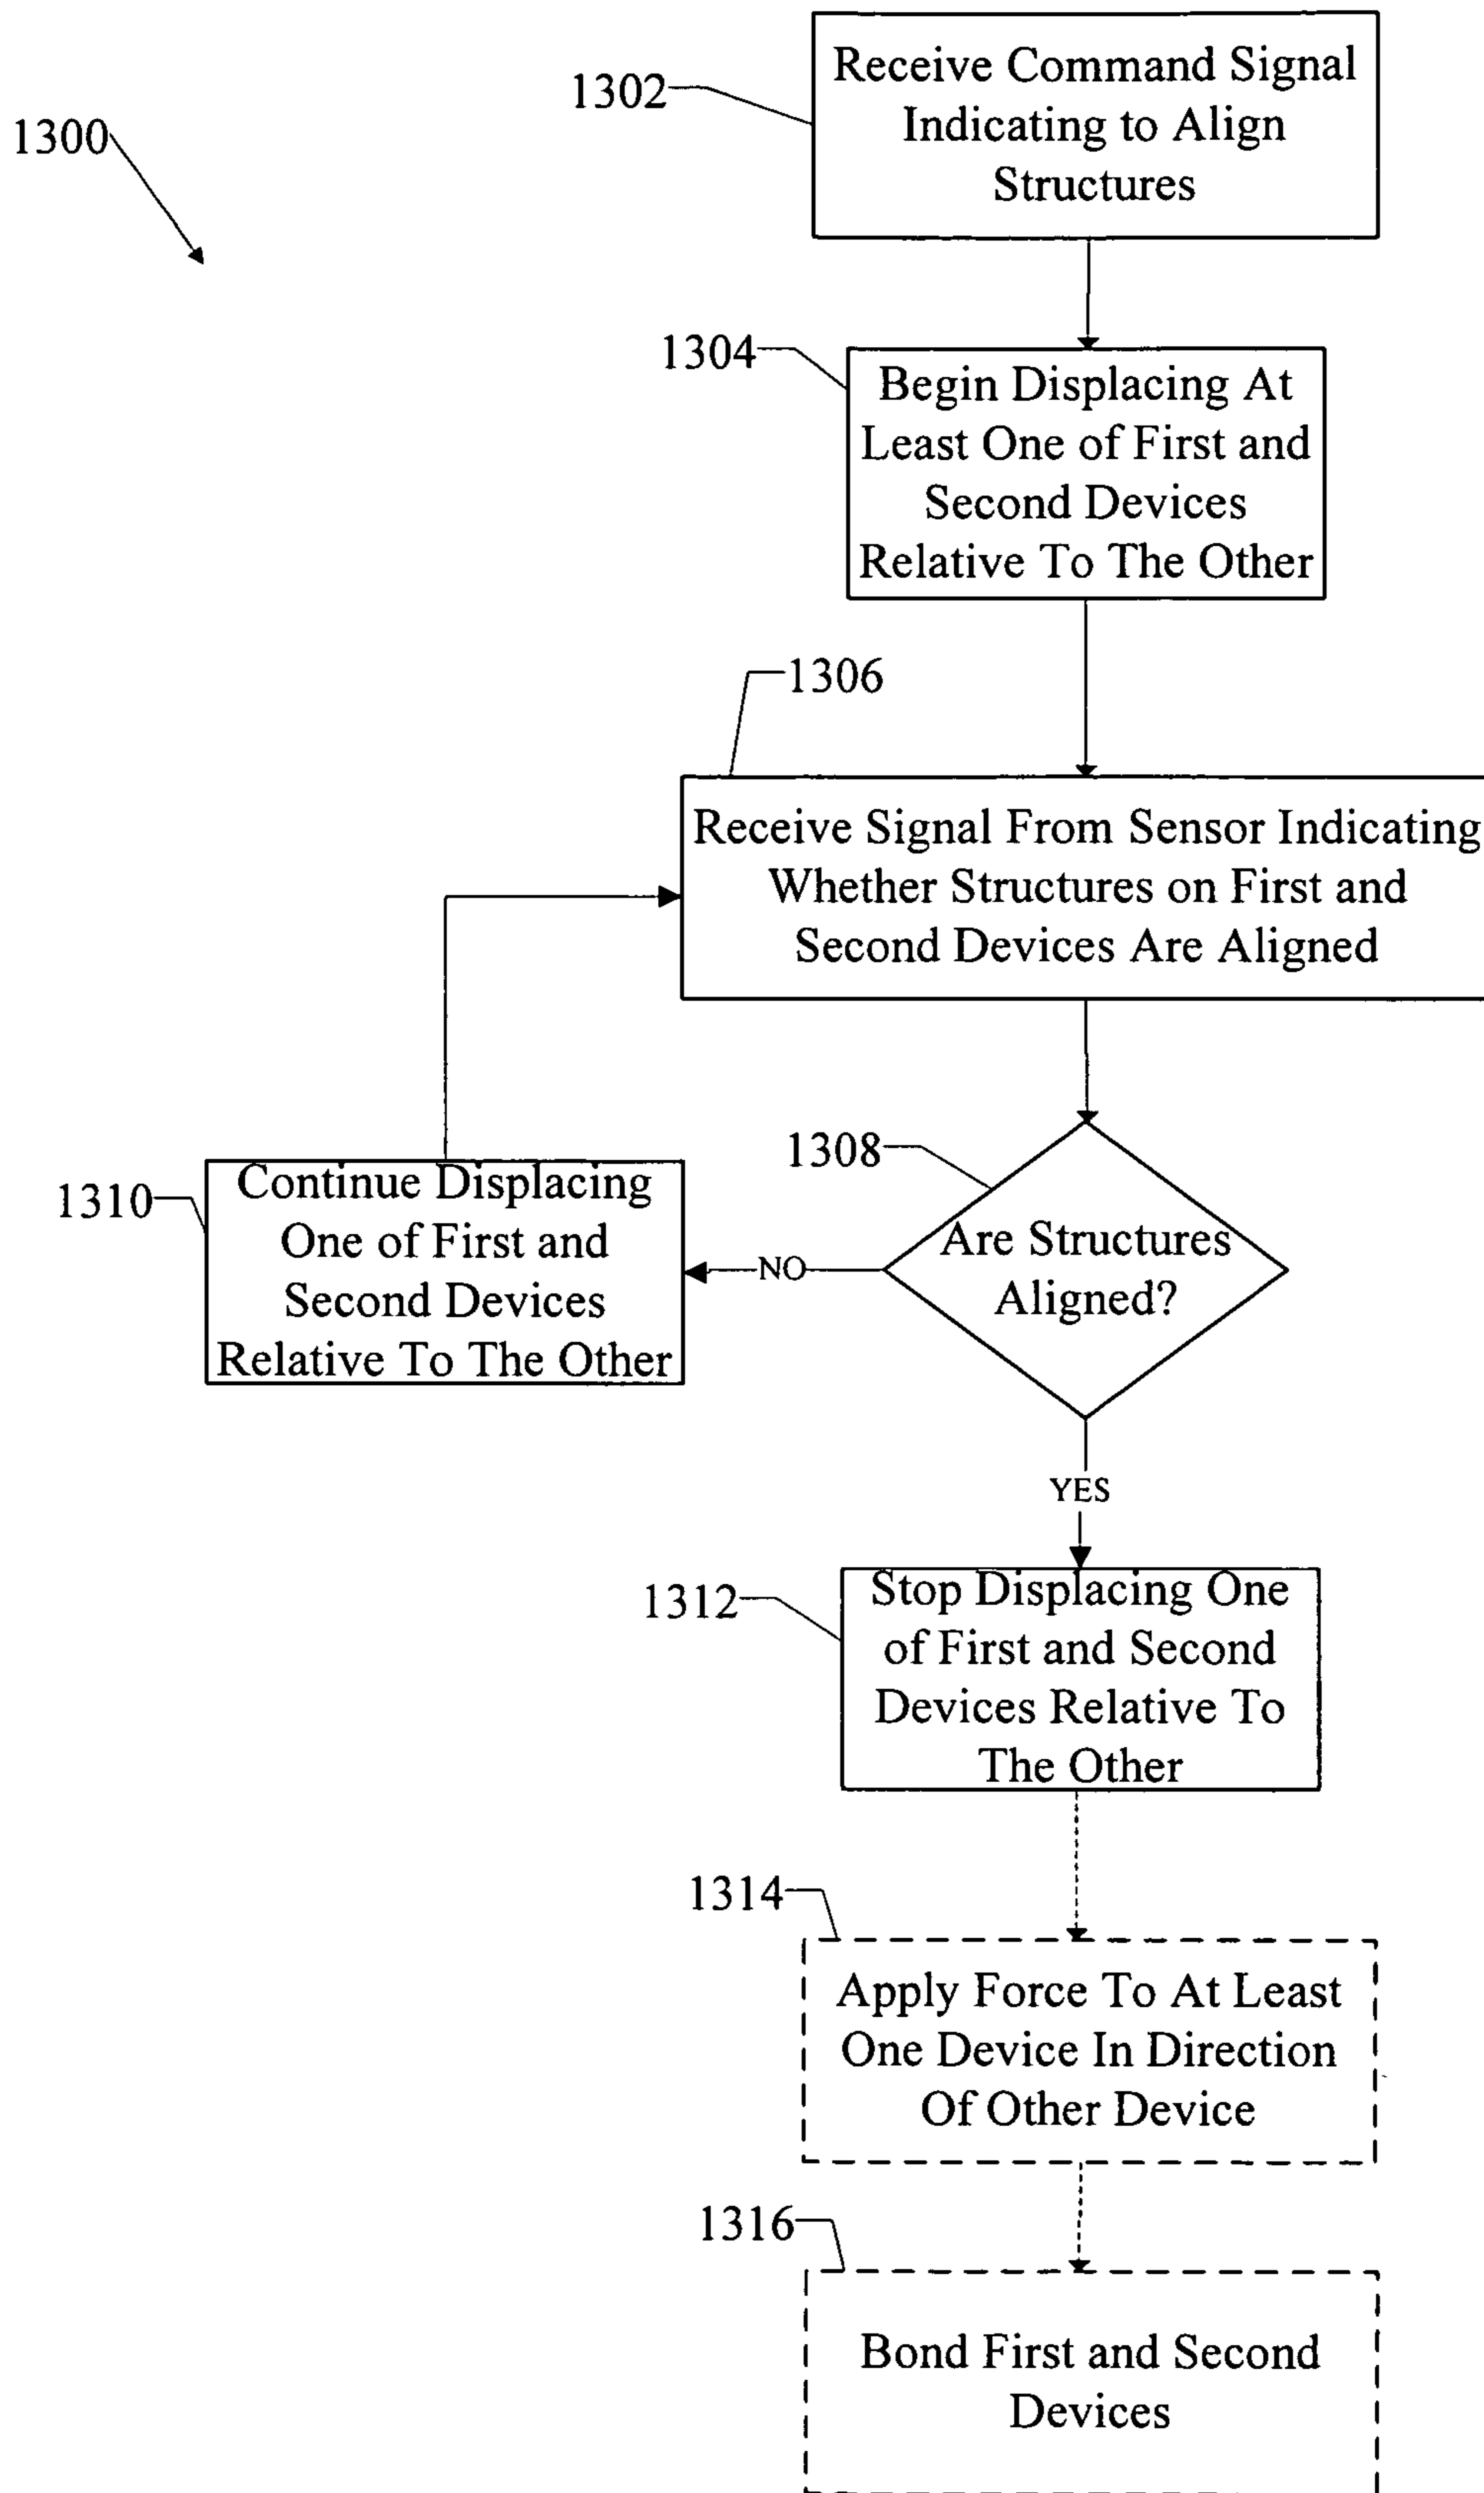 1300
1302
Receive Command Signal
Indicating to Align
Structures
1304
Begin Displacing At
Least One of First and
Second Devices
Relative To The Other
1306
Receive Signal From Sensor Indicating
Whether Structures on First and
Second Devices Are Aligned
1308
Are Structures
Aligned?
NO
1310
Continue Displacing
One of First and
Second Devices
Relative To The Other
YES
1312
Stop Displacing One
of First and Second
Devices Relative To
The Other
1314
Apply Force To At Least
One Device In Direction
Of Other Device
1316
Bond First and Second
Devices